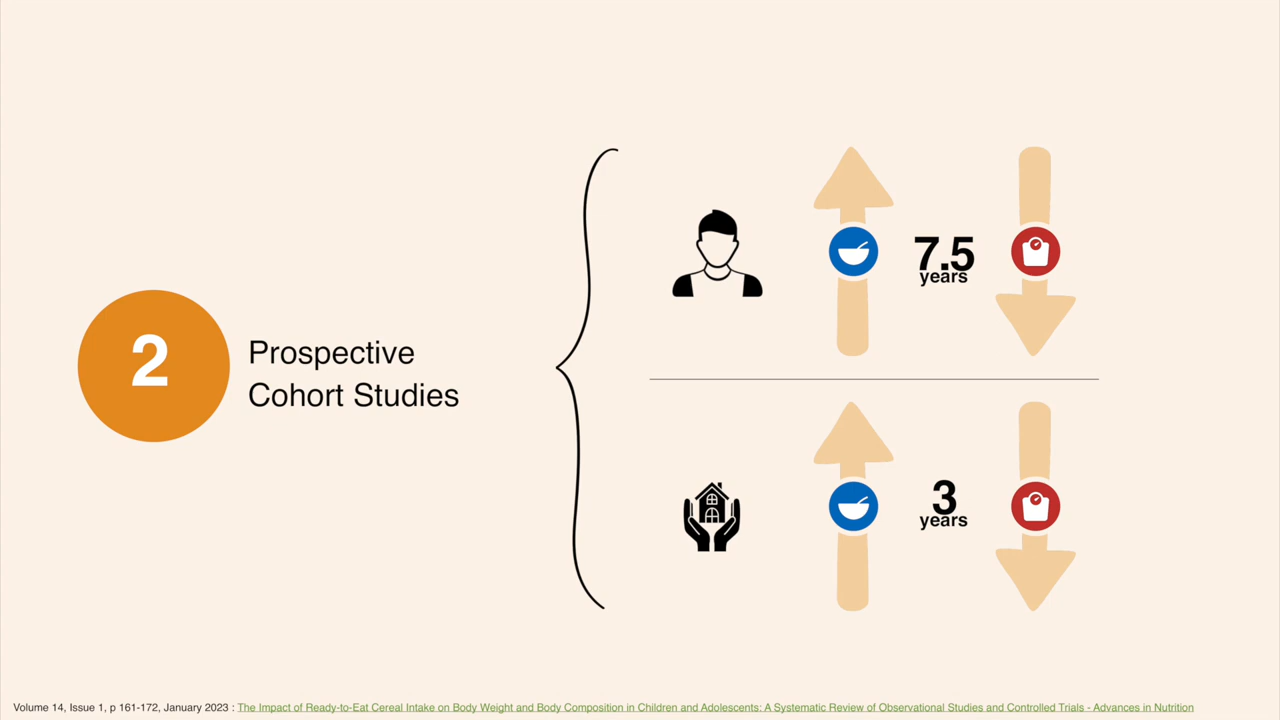 2
Prospective
Cohort Studies
7.5
years
3
years
Volume 14, Issue 1, p 161-172, January 2023 : The Impact of Ready-to-Eat Cereal Intake on Body Weight and Body Composition in Children and Adolescents: A Systematic Review of Observational Studies and Controlled Trials - Advances in Nutrition